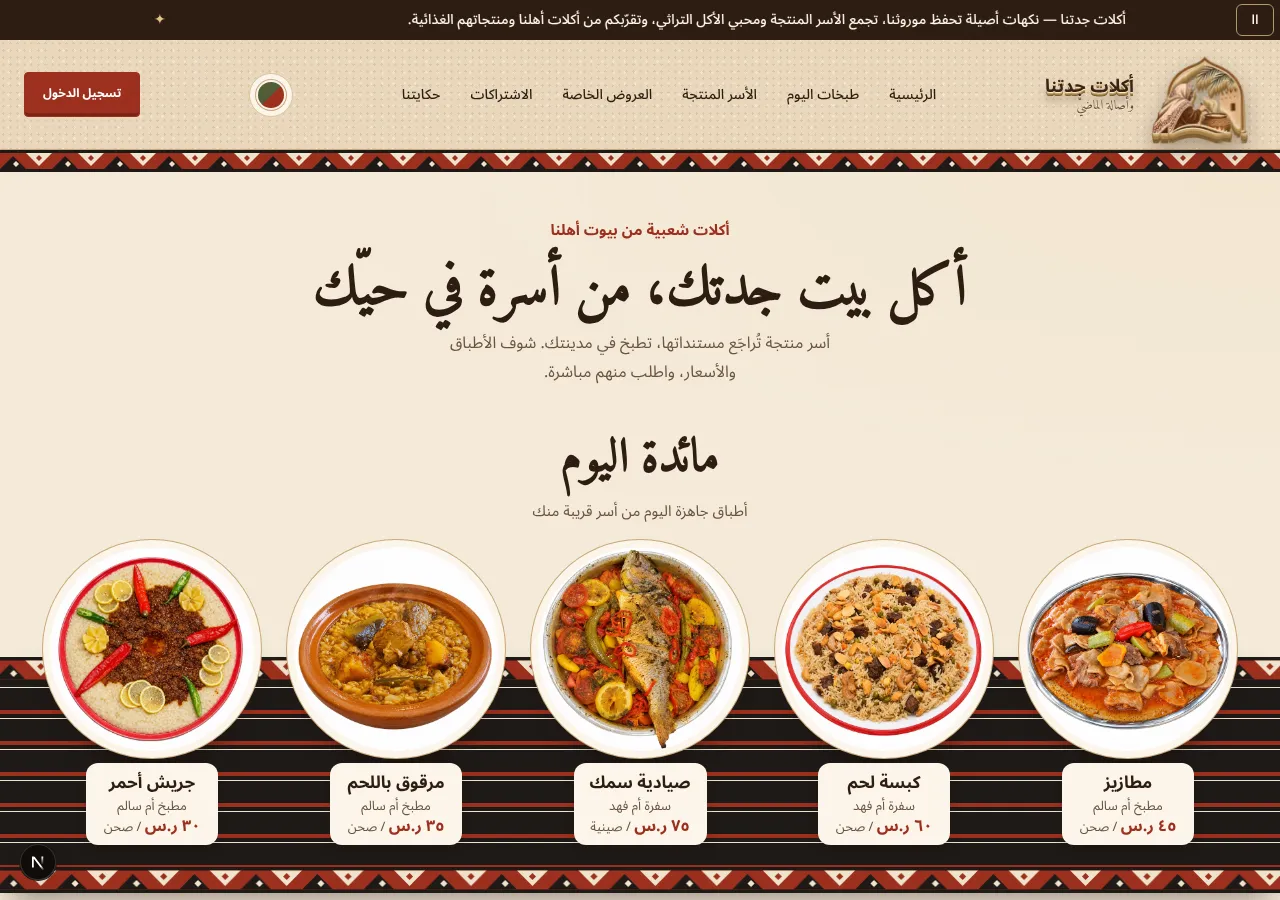 أكلات جدتنا — نكهات أصيلة تحفظ موروثنا، تجمع الأسر المنتجة ومحبي الأكل التراثي، وتقرّبكم من أكلات أهلنا ومنتجاتهم الغذائية. ✦
أكلات جدتنا
وأصالة الماضي
الرئيسية
طبخات اليوم
الأسر المنتجة
العروض الخاصة
الاشتراكات
حكايتنا
تسجيل الدخول
أكلات شعبية من بيوت أهلنا
أكل بيت جدتك، من أسرة في حيّك
أسر منتجة تُراجَع مستنداتها، تطبخ في مدينتك. شوف الأطباق
والأسعار، واطلب منهم مباشرة.
مائدة اليوم
أطباق جاهزة اليوم من أسر قريبة منك
مطازيز
مطبخ أم سالم
٤٥ ر.س / صحن
كبسة لحم
سفرة أم فهد
٦٠ ر.س / صحن
صيادية سمك
سفرة أم فهد
٧٥ ر.س / صينية
مرقوق باللحم
مطبخ أم سالم
٣٥ ر.س / صحن
جريش أحمر
مطبخ أم سالم
٣٠ ر.س / صحن
N